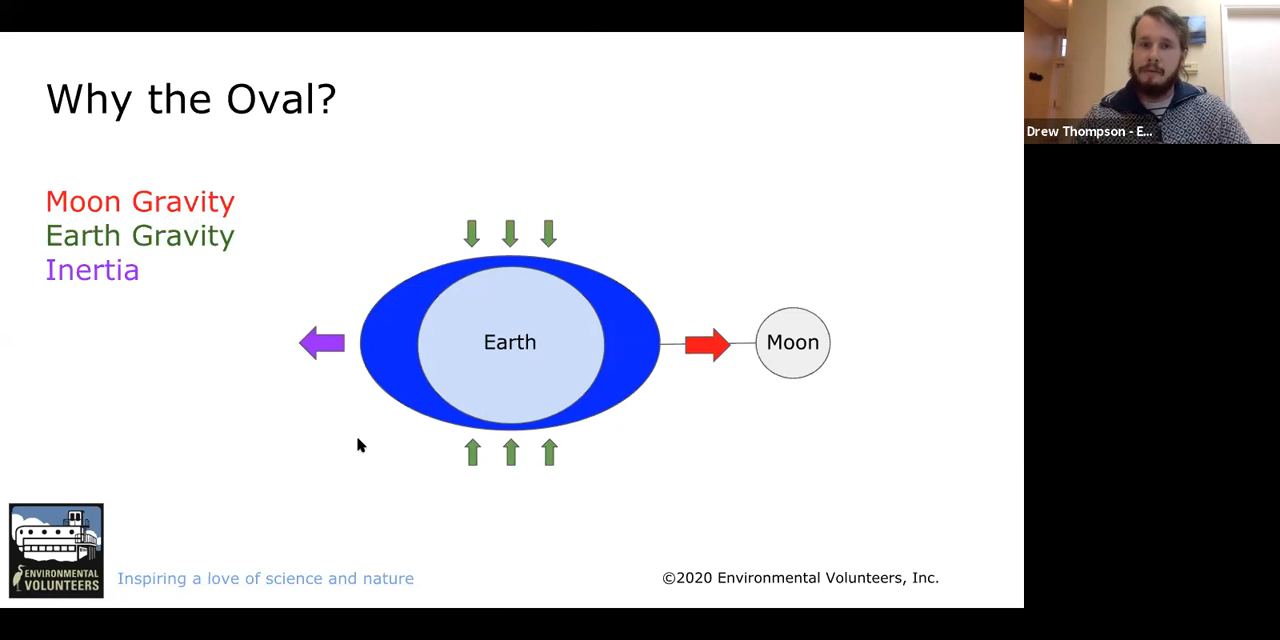 Why the Oval?
Drew Thompson - E...
Moon Gravity
Earth Gravity
Inertia
Earth
Moon
ENVIRONMENTAL
VOLUNTEERS
Inspiring a love of science and nature
©2020 Environmental Volunteers, Inc.